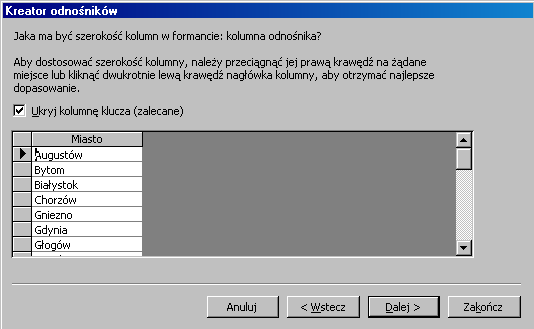 Kreator odnośników
Jaka ma być szerokość kolumn w formancie: kolumna odnośnika?
Aby dostosować szerokość kolumny, należy przeciągnąć jej prawą krawędź na żądane
miejsce lub kliknąć dwukrotnie lewą krawędź nagłówka kolumny, aby otrzymać najlepsze
dopasowanie.
Ukryj kolumnę klucza (zalecane)
Miasto
Augustów
Bytom
Białystok
Chorzów
Gniezno
Gdynia
Głogów
Anuluj
< Wstecz
Dalej >
Zakończ